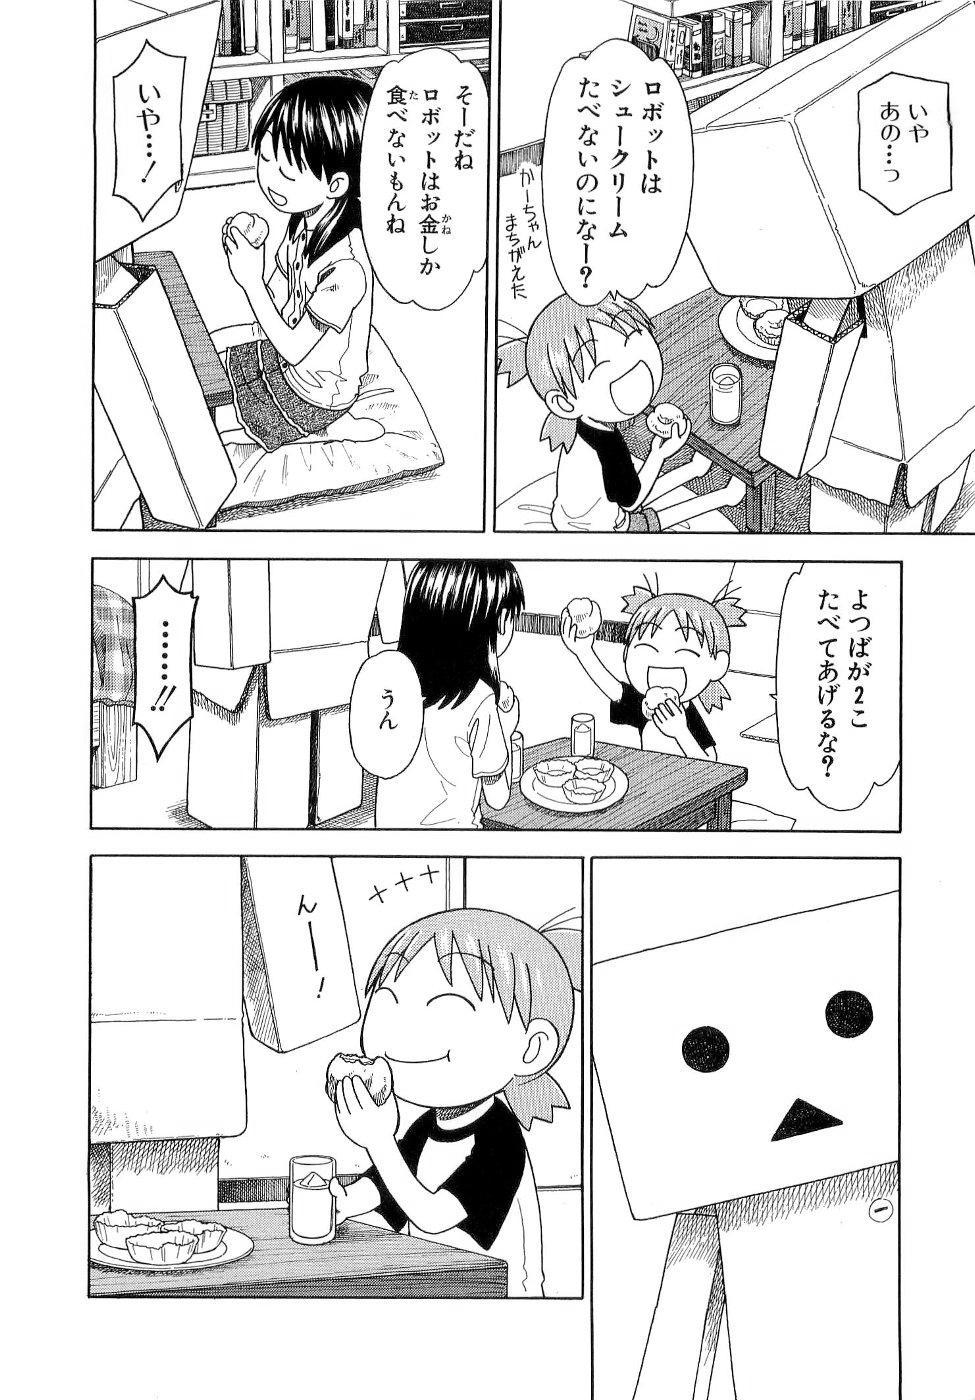 いや
あの…っ
ロボットは
シュークリーム
たべないのになー?
かーちゃん
まちがえた
そーだね
ロボットはお金しか
食べないもんね
いや…!
よつばが2こ
たべてあげるな?
うん
……!!
んーー!